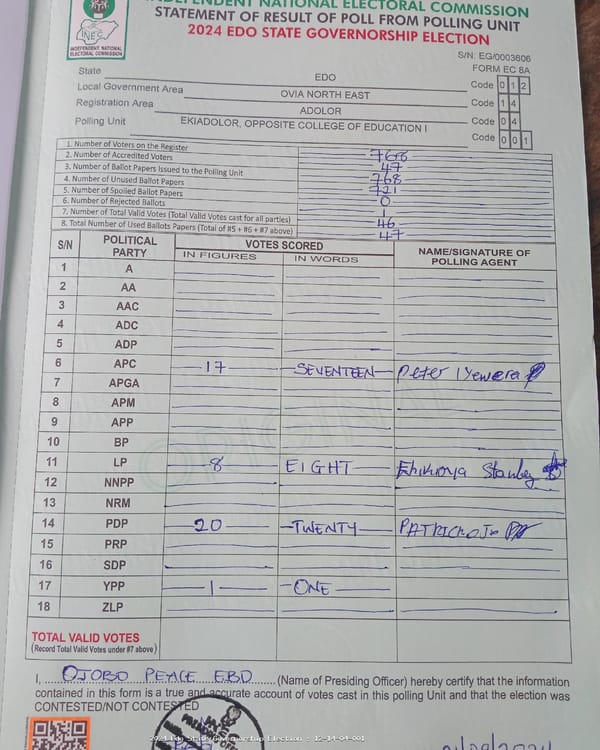 INDEPENDENT NATIONAL ELECTORAL COMMISSION
STATEMENT OF RESULT OF POLL FROM POLLING UNIT
2024 EDO STATE GOVERNORSHIP ELECTION
INEC
INDEPENDENT NATIONAL
ELECTORAL COMMISSION
S/N: EG/0003606
FORM EC 8A
State EDO Code 0 1 2
Local Government Area OVIA NORTH EAST Code 1 4
Registration Area ADOLOR Code 0 4
Polling Unit EKIADOLOR, OPPOSITE COLLEGE OF EDUCATION I Code 0 0 1
1. Number of Voters on the Register 768
2. Number of Accredited Voters 47
3. Number of Ballot Papers Issued to the Polling Unit 768
4. Number of Unused Ballot Papers 721
5. Number of Spoiled Ballot Papers 0
6. Number of Rejected Ballots 1
7. Number of Total Valid Votes (Total Valid Votes cast for all parties) 46
8. Total Number of Used Ballots Papers (Total of #5 + #6 + #7 above) 47
S/N POLITICAL PARTY VOTES SCORED NAME/SIGNATURE OF POLLING AGENT
IN FIGURES IN WORDS
1 A
2 AA
3 AAC
4 ADC
5 ADP
6 APC 17 SEVENTEEN Peter Iyewera
7 APGA
8 APM
9 APP
10 BP
11 LP 8 EIGHT Stanley
12 NNPP
13 NRM
14 PDP 20 TWENTY
15 PRP
16 SDP
17 YPP 1 ONE
18 ZLP
ORIGINAL
TOTAL VALID VOTES
(Record Total Valid Votes under #7 above)
I, OJOBO PEACE EBD (Name of Presiding Officer) hereby certify that the information
contained in this form is a true and accurate account of votes cast in this polling Unit and that the election was
CONTESTED/NOT CONTESTED
2024 Edo State Governorship Election : 12-14-04-001